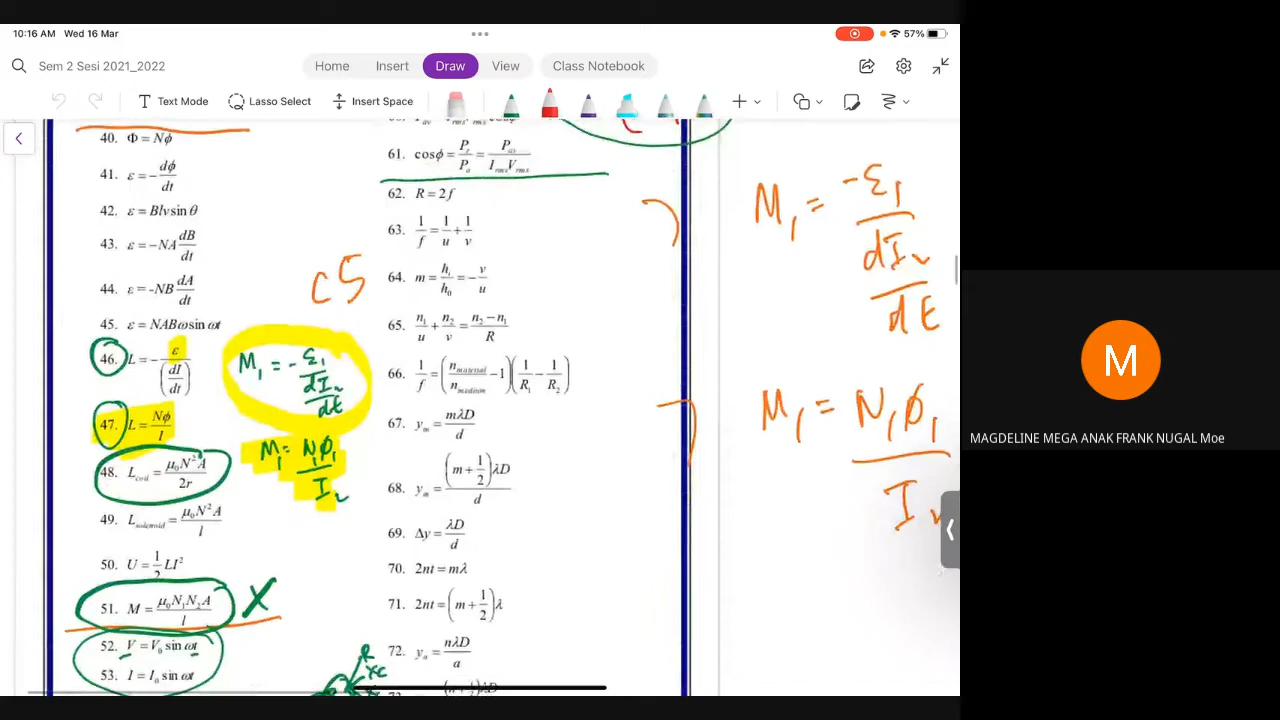 10:16 AM Wed 16 Mar
57%
Sem 2 Sesi 2021_2022
Home Insert Draw View Class Notebook
Text Mode Lasso Select Insert Space
40. Φ = Nϕ
41. ε = -dϕ/dt
42. ε = Blv sin θ
43. ε = -NA dB/dt
44. ε = -NB dA/dt
45. ε = NABω sin ωt
46. L = - ε/(dI/dt)
47. L = Nϕ/I
48. L_coil = μ₀N²A/2r
49. L_solenoid = μ₀N²A/l
50. U = 1/2 LI²
51. M = μ₀N₁N₂A/l X
52. V = V₀ sin ωt
53. I = I₀ sin ωt
C5
M₁ = - ε₁/(dI₂/dt)
M₁ = N₁ϕ₁/I₂
R
Xc
61. cosϕ = P_r/P_a = P_av/I_rms V_rms
62. R = 2f
63. 1/f = 1/u + 1/v
64. m = h_i/h_0 = -v/u
65. n₁/u + n₂/v = (n₂ - n₁)/R
66. 1/f = (n_material/n_medium - 1)(1/R₁ - 1/R₂)
67. y_m = mλD/d
68. y_m = (m + 1/2)λD/d
69. Δy = λD/d
70. 2nt = mλ
71. 2nt = (m + 1/2)λ
72. y_n = nλD/a
M₁ = -ε₁/(dI₂/dt)
M₁ = N₁ϕ₁/I₂
M
MAGDELINE MEGA ANAK FRANK NUGAL Moe